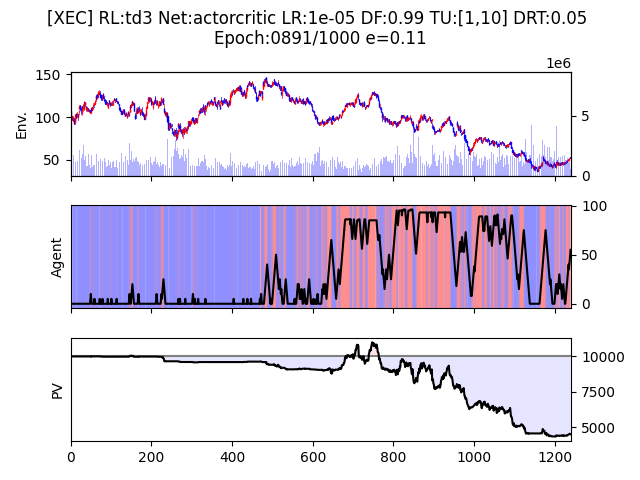 [XEC] RL:td3 Net:actorcritic LR:1e-05 DF:0.99 TU:[1,10] DRT:0.05
Epoch:0891/1000 e=0.11
1e6
150
100
50
Env.
5
0
Agent
100
50
0
PV
10000
7500
5000
0 200 400 600 800 1000 1200